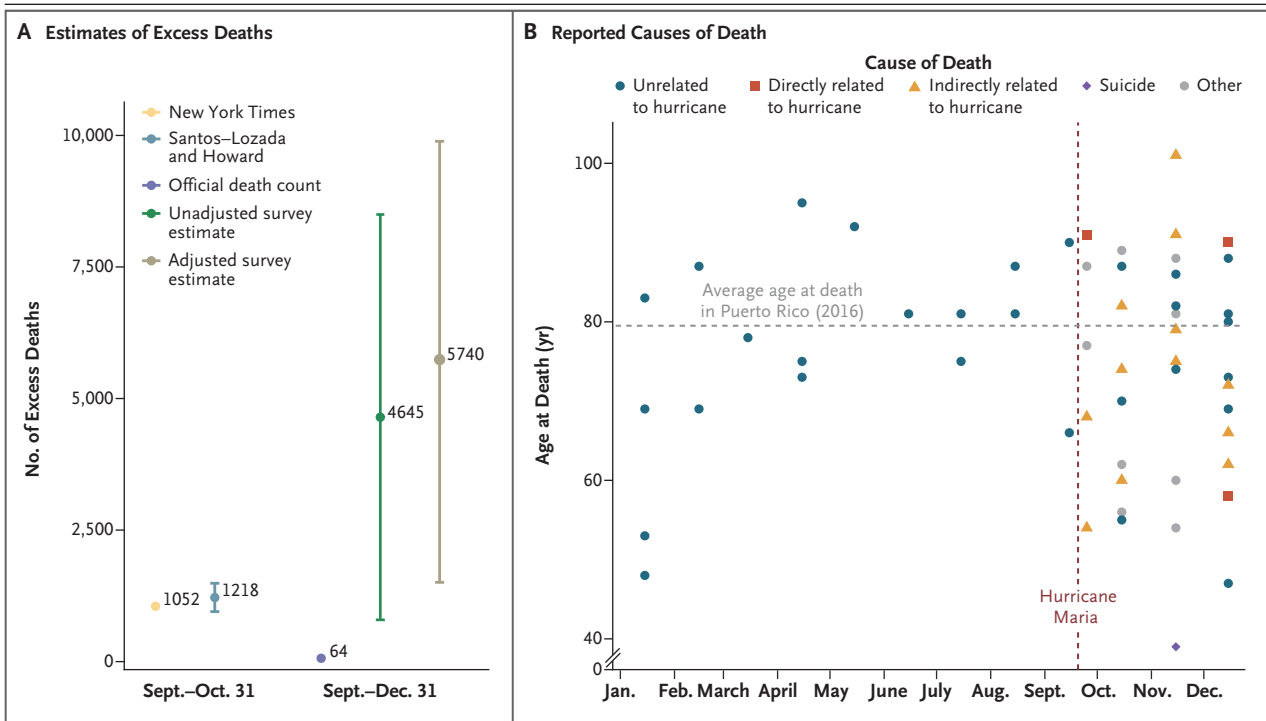 A Estimates of Excess Deaths
No. of Excess Deaths
10,000
7,500
5,000
2,500
0
New York Times
Santos–Lozada
and Howard
Official death count
Unadjusted survey
estimate
Adjusted survey
estimate
1052
1218
64
4645
5740
Sept.–Oct. 31
Sept.–Dec. 31
B Reported Causes of Death
Cause of Death
Unrelated
to hurricane
Directly related
to hurricane
Indirectly related
to hurricane
Suicide
Other
Age at Death (yr)
100
80
60
40
0
Average age at death
in Puerto Rico (2016)
Hurricane
Maria
Jan. Feb. March April May June July Aug. Sept. Oct. Nov. Dec.